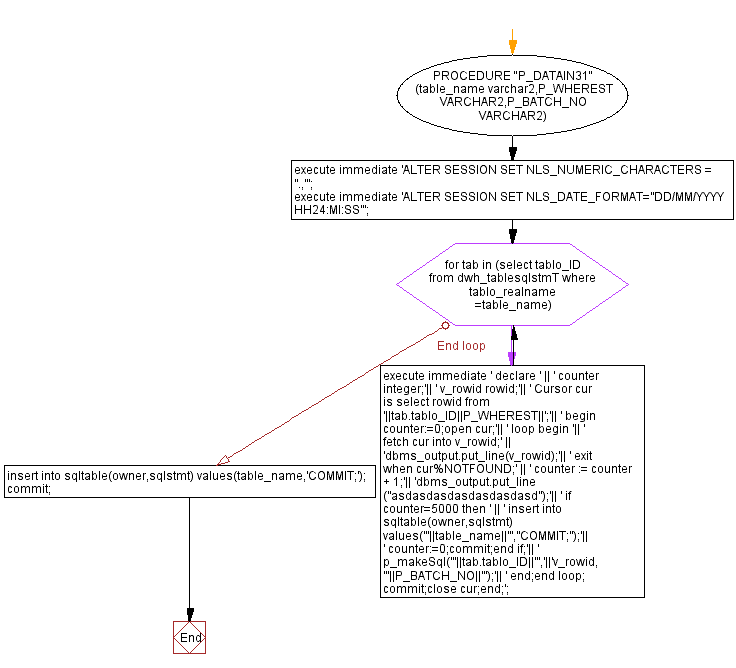 PROCEDURE "P_DATAIN31"
(table_name varchar2,P_WHEREST
VARCHAR2,P_BATCH_NO
VARCHAR2)
execute immediate 'ALTER SESSION SET NLS_NUMERIC_CHARACTERS =
".,"';
execute immediate 'ALTER SESSION SET NLS_DATE_FORMAT="DD/MM/YYYY
HH24:MI:SS"';
for tab in (select tablo_ID
from dwh_tablesqlstmT where
tablo_realname
=table_name)
End loop
execute immediate ' declare ' || ' counter
integer;'|| ' v_rowid rowid;'|| ' Cursor cur
is select rowid from
'||tab.tablo_ID||P_WHEREST||';'|| ' begin
counter:=0;open cur;'|| ' loop begin '|| '
fetch cur into v_rowid;' ||
'dbms_output.put_line(v_rowid);'|| ' exit
when cur%NOTFOUND;' || ' counter := counter
+ 1;'|| 'dbms_output.put_line
("asdasdasdasdasdasdasd");'|| ' if
counter=5000 then ' || ' insert into
sqltable(owner,sqlstmt)
values("'||table_name||'","COMMIT;");'||
' counter:=0;commit;end if;'|| '
p_makeSql("'||tab.tablo_ID||'",'||'v_rowid,
"'||P_BATCH_NO||'");'|| ' end;end loop;
commit;close cur;end;';
insert into sqltable(owner,sqlstmt) values(table_name,'COMMIT;');
commit;
End